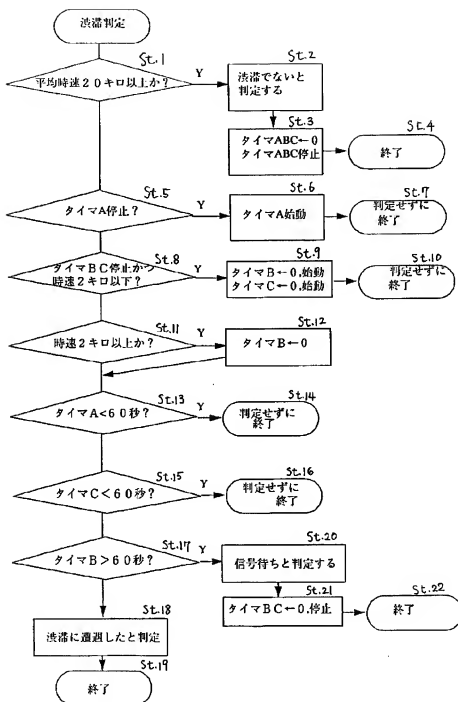 渋滞判定
St.1
平均時速20キロ以上か?
Y
St.2
渋滞でないと
判定する
St.3
タイマABC←0
タイマABC停止
St.4
終了
St.5
タイマA停止?
Y
St.6
タイマA始動
St.7
判定せずに
終了
St.8
タイマBC停止かつ
時速2キロ以下?
Y
St.9
タイマB←0,始動
タイマC←0,始動
St.10
判定せずに
終了
St.11
時速2キロ以上か?
Y
St.12
タイマB←0
St.13
タイマA<60秒?
Y
St.14
判定せずに
終了
St.15
タイマC<60秒?
Y
St.16
判定せずに
終了
St.17
タイマB>60秒?
Y
St.20
信号待ちと判定する
St.21
タイマBC←0,停止
St.22
終了
St.18
渋滞に遭遇したと判定
St.19
終了